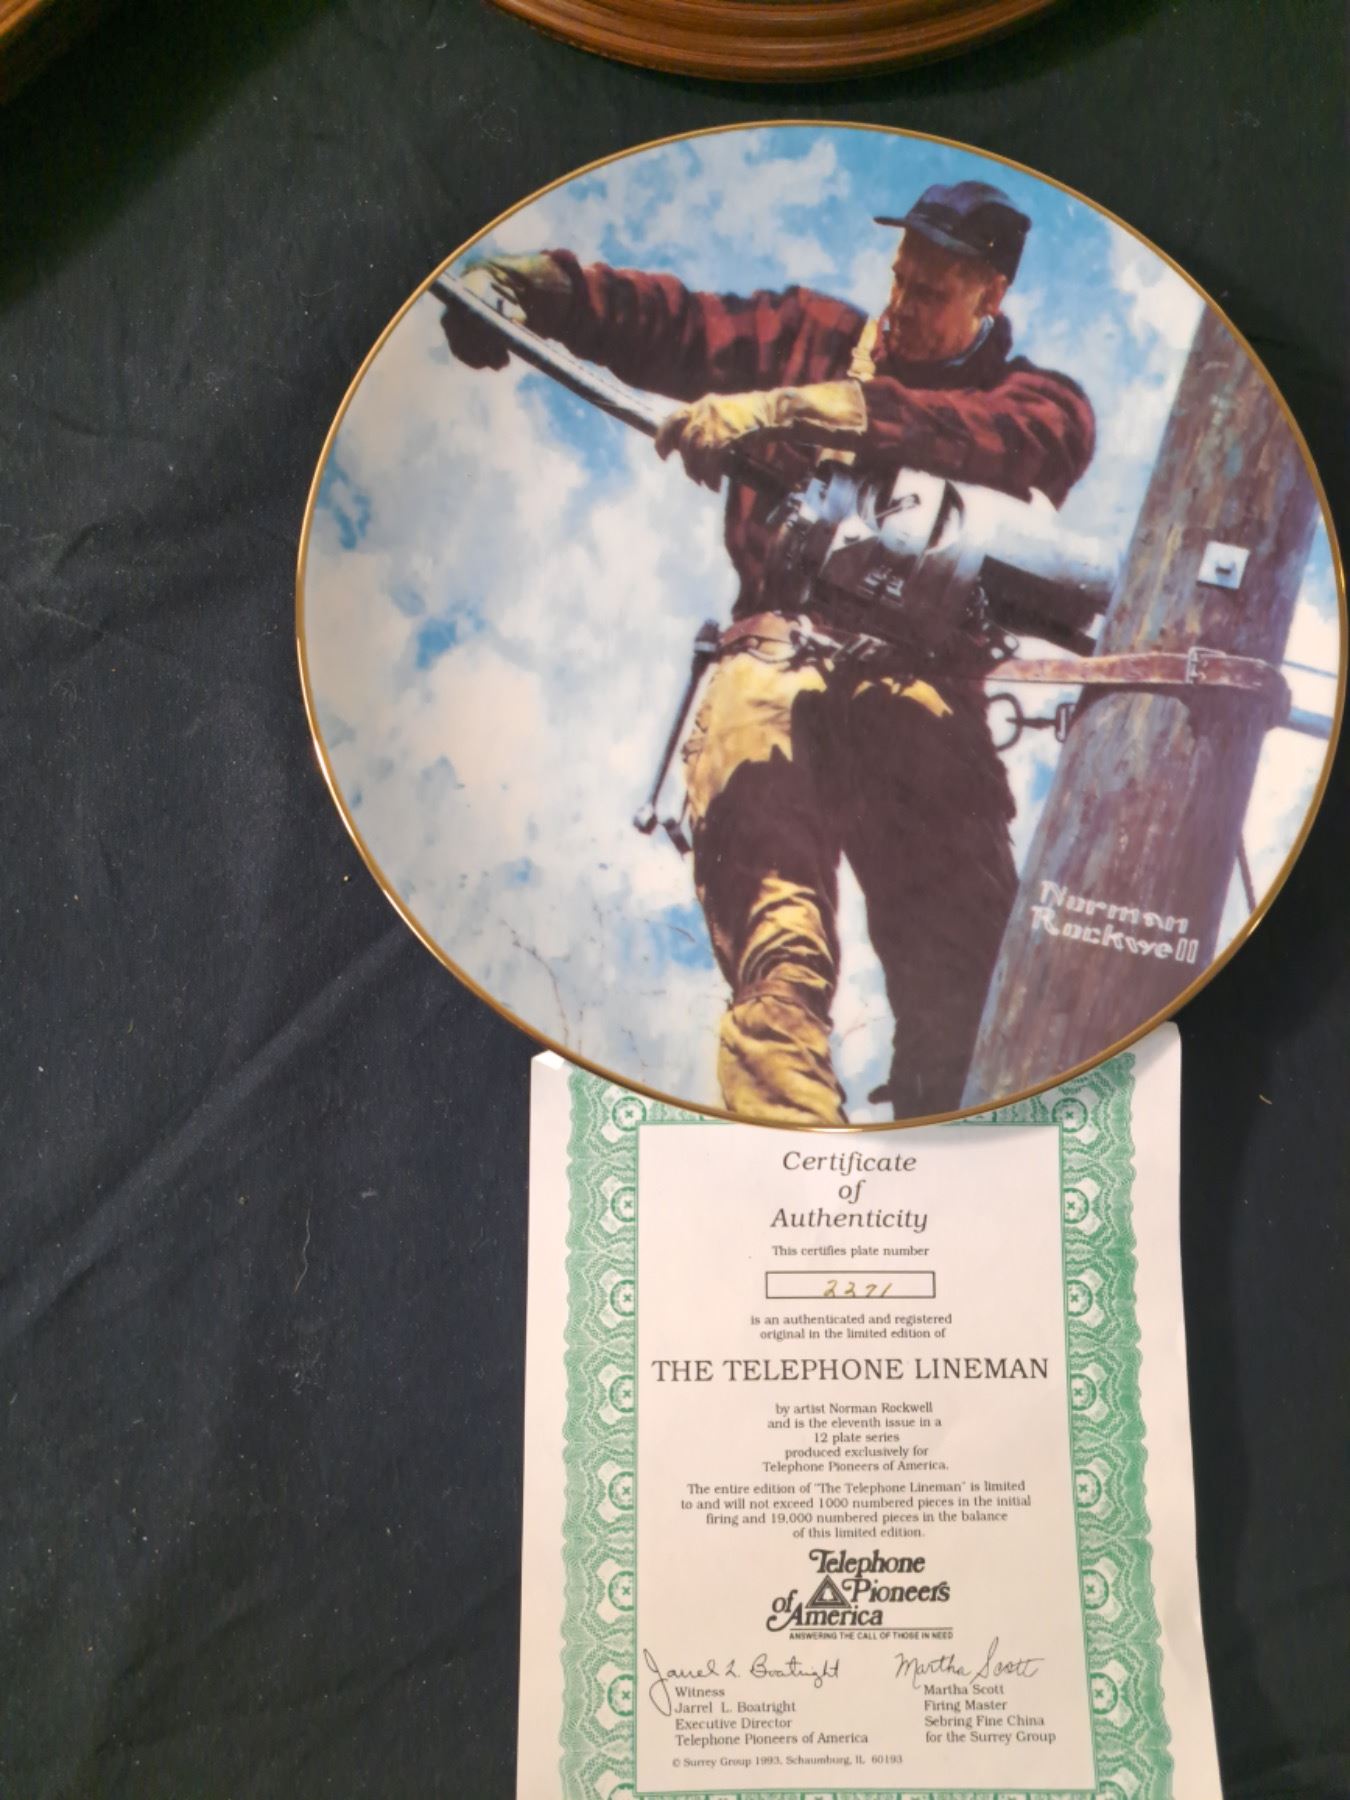 Norman
Rockwell
Certificate
of
Authenticity
This certifies plate number
2271
is an authenticated and registered
original in the limited edition of
THE TELEPHONE LINEMAN
by artist Norman Rockwell
and is the eleventh issue in a
12 plate series
produced exclusively for
Telephone Pioneers of America.
The entire edition of "The Telephone Lineman" is limited
to and will not exceed 1000 numbered pieces in the initial
firing and 19,000 numbered pieces in the balance
of this limited edition.
Telephone
Pioneers
of America
ANSWERING THE CALL OF THOSE IN NEED
Jarrel L. Boatright
Witness
Jarrel L. Boatright
Executive Director
Telephone Pioneers of America
Martha Scott
Martha Scott
Firing Master
Sebring Fine China
for the Surrey Group
© Surrey Group 1993, Schaumburg, IL 60193